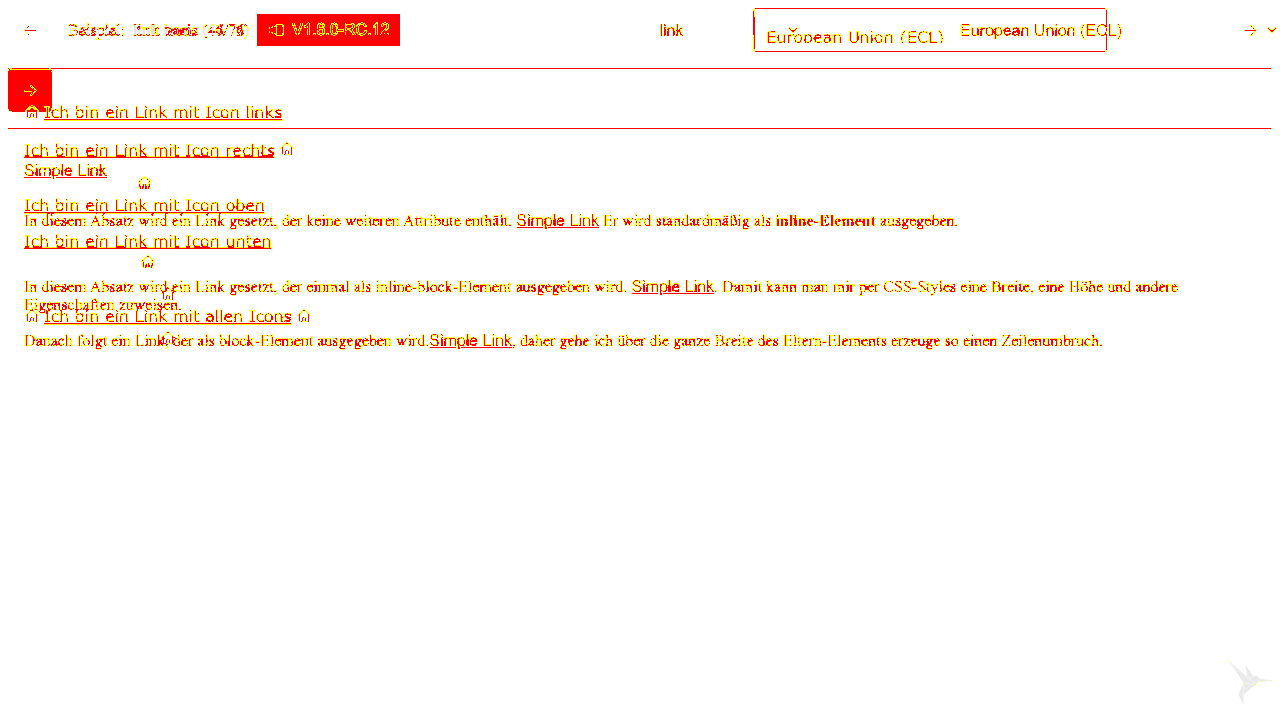 V1.6.0-RC.12
link
European Union (ECL)
European Union (ECL)
Ich bin ein Link mit Icon links
Ich bin ein Link mit Icon rechts
Simple Link
Ich bin ein Link mit Icon oben
In diesem Absatz wird ein Link gesetzt, der keine weiteren Attribute enthält. Simple Link Er wird standardmäßig als inline-Element ausgegeben.
Ich bin ein Link mit Icon unten
In diesem Absatz wird ein Link gesetzt, der einmal als inline-block-Element ausgegeben wird. Simple Link. Damit kann man mir per CSS-Styles eine Breite, eine Höhe und andere
Eigenschaften zuweisen.
Ich bin ein Link mit allen Icons
Danach folgt ein Link, der als block-Element ausgegeben wird.Simple Link, daher gehe ich über die ganze Breite des Eltern-Elements erzeuge so einen Zeilenumbruch.